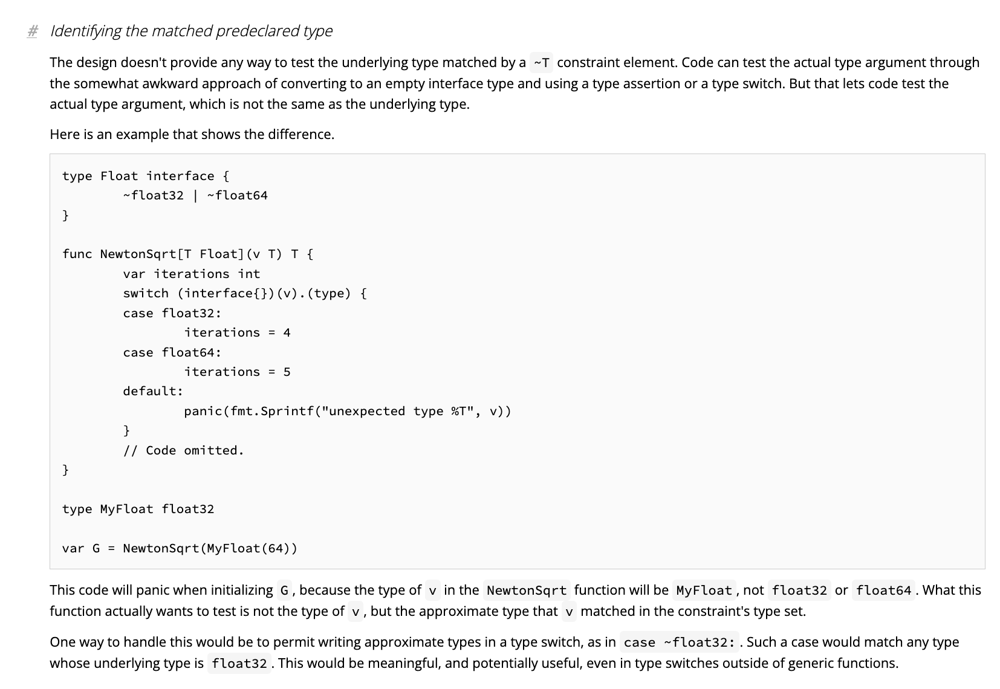 # Identifying the matched predeclared type
The design doesn't provide any way to test the underlying type matched by a ~T constraint element. Code can test the actual type argument through
the somewhat awkward approach of converting to an empty interface type and using a type assertion or a type switch. But that lets code test the
actual type argument, which is not the same as the underlying type.
Here is an example that shows the difference.
type Float interface {
        ~float32 | ~float64
}
func NewtonSqrt[T Float](v T) T {
        var iterations int
        switch (interface{})(v).(type) {
        case float32:
                iterations = 4
        case float64:
                iterations = 5
        default:
                panic(fmt.Sprintf("unexpected type %T", v))
        }
        // Code omitted.
}
type MyFloat float32
var G = NewtonSqrt(MyFloat(64))
This code will panic when initializing G, because the type of v in the NewtonSqrt function will be MyFloat, not float32 or float64. What this
function actually wants to test is not the type of v, but the approximate type that v matched in the constraint's type set.
One way to handle this would be to permit writing approximate types in a type switch, as in case ~float32:. Such a case would match any type
whose underlying type is float32. This would be meaningful, and potentially useful, even in type switches outside of generic functions.